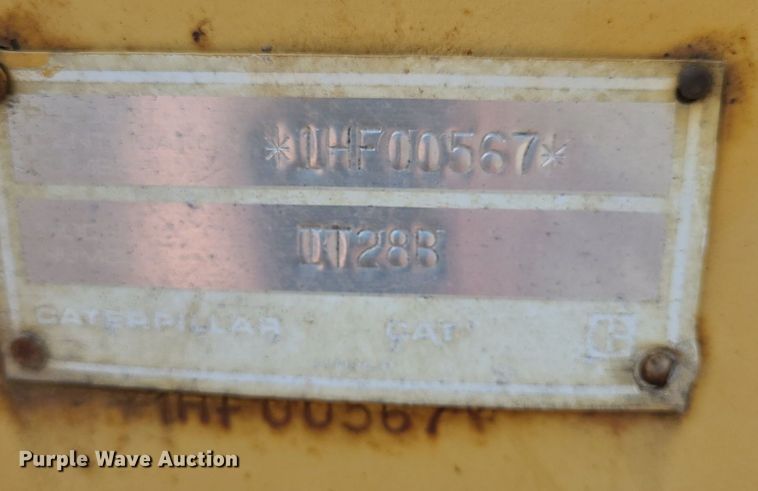 *1HF00567*
IT28B
CATERPILLAR CAT
*1HF00567*
Purple Wave Auction